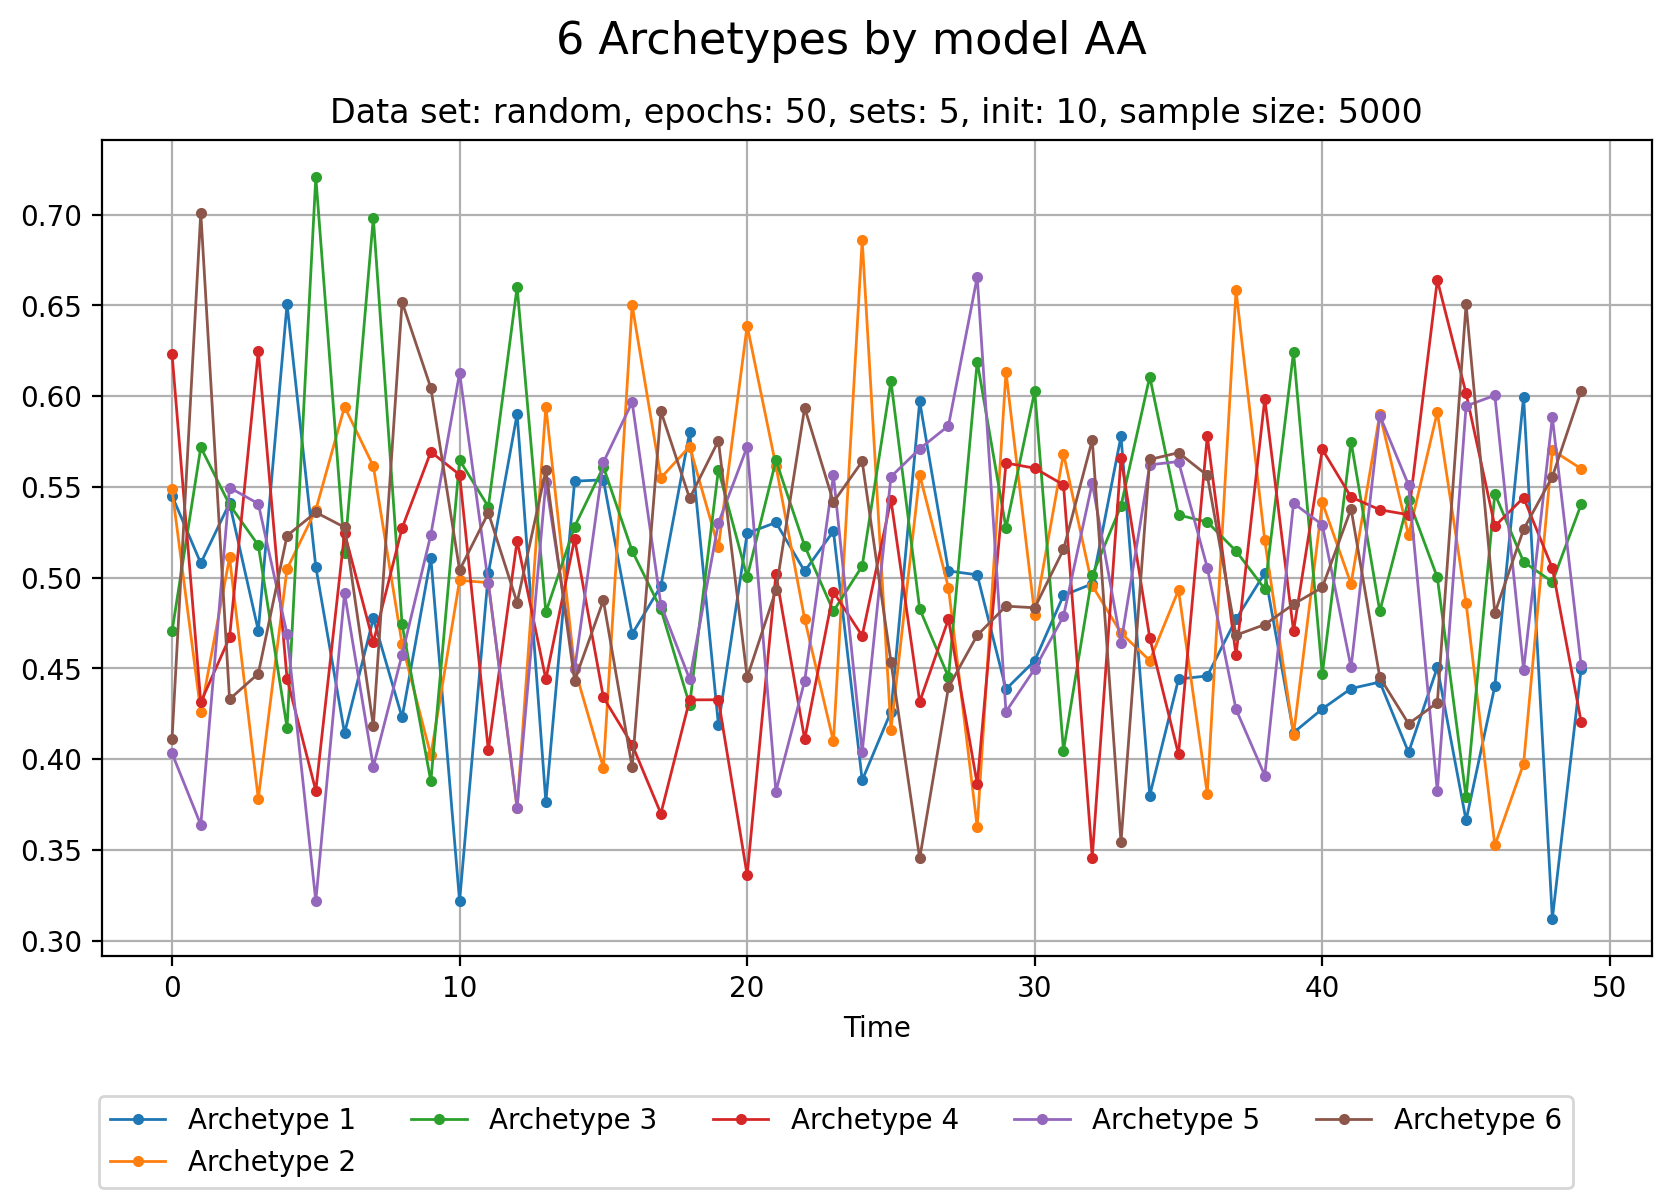 6 Archetypes by model AA
Data set: random, epochs: 50, sets: 5, init: 10, sample size: 5000
0.70
0.65
0.60
0.55
0.50
0.45
0.40
0.35
0.30
0 10 20 30 40 50
Time
Archetype 1 Archetype 3 Archetype 4 Archetype 5 Archetype 6
Archetype 2